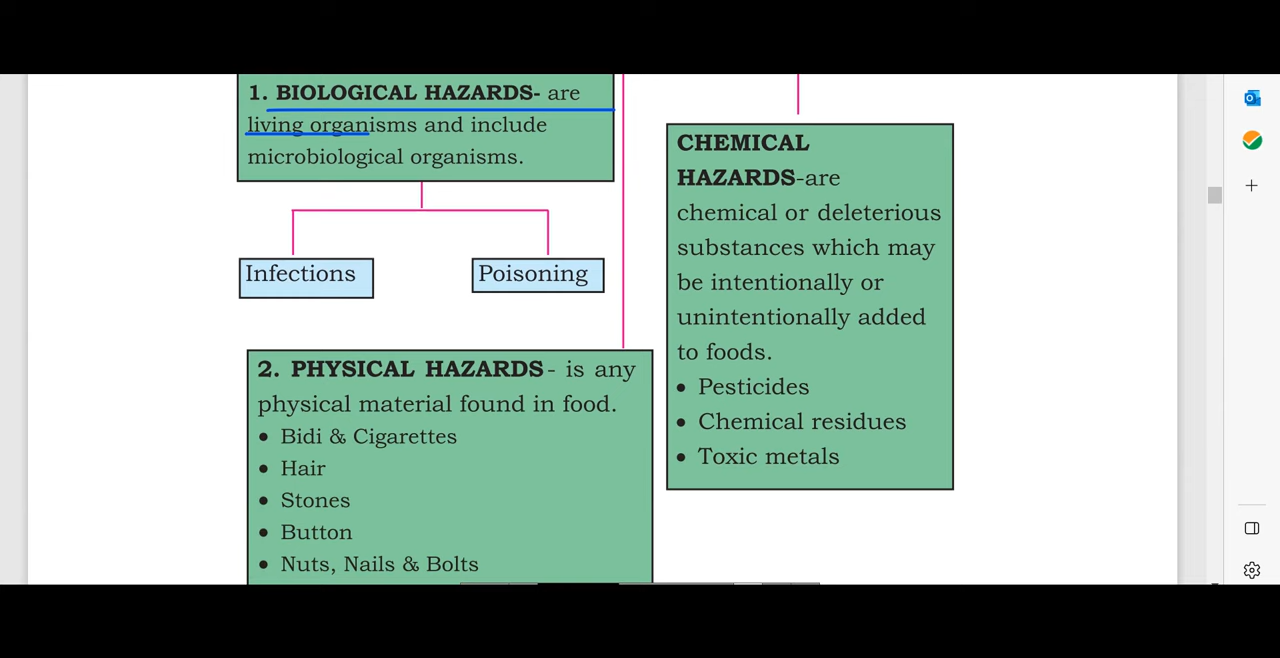 1. BIOLOGICAL HAZARDS- are
living organisms and include
microbiological organisms.
Infections
Poisoning
2. PHYSICAL HAZARDS- is any
physical material found in food.
• Bidi & Cigarettes
• Hair
• Stones
• Button
• Nuts, Nails & Bolts
CHEMICAL
HAZARDS-are
chemical or deleterious
substances which may
be intentionally or
unintentionally added
to foods.
• Pesticides
• Chemical residues
• Toxic metals